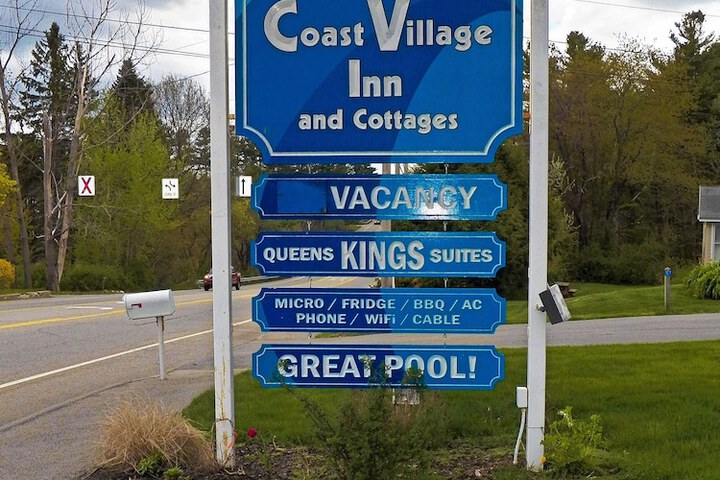 Coast Village
Inn
and Cottages
VACANCY
QUEENS KINGS SUITES
MICRO / FRIDGE / BBQ / AC
PHONE / WiFi / CABLE
GREAT POOL!